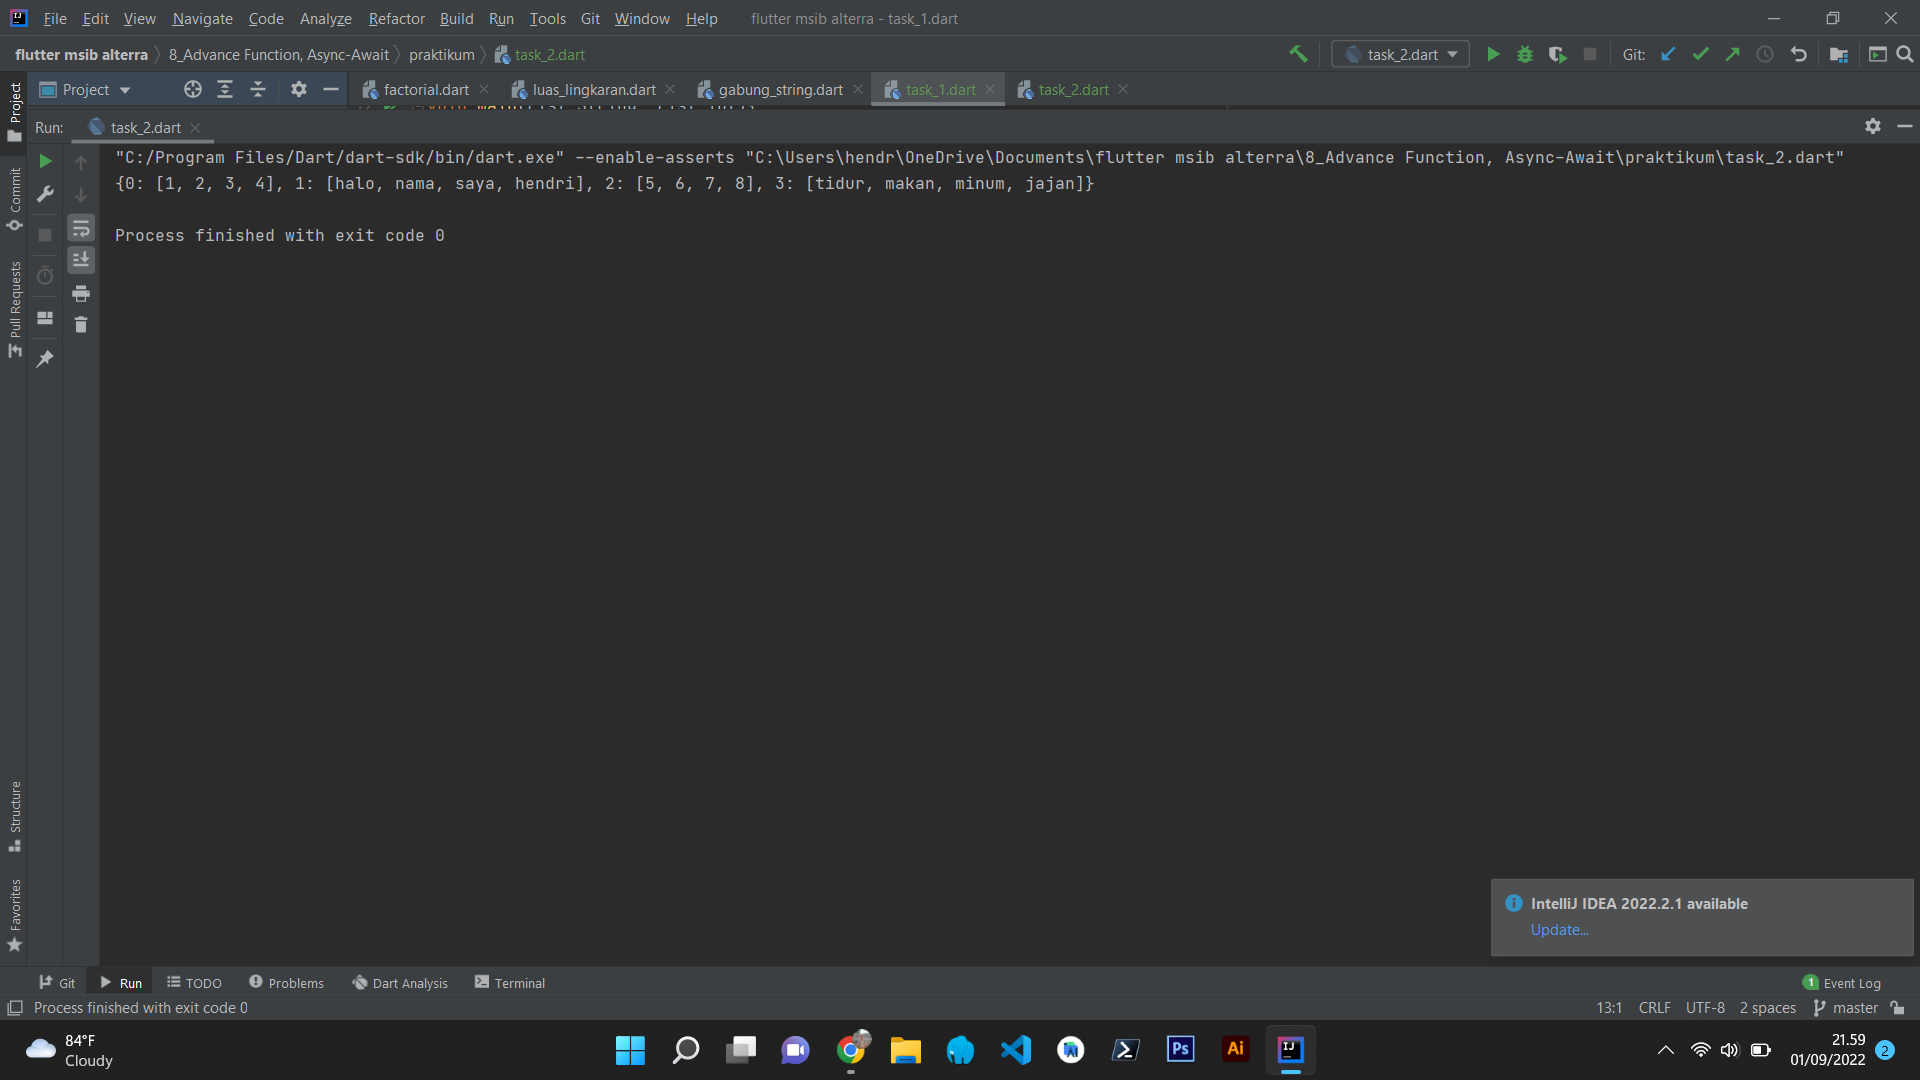 File Edit View Navigate Code Analyze Refactor Build Run Tools Git Window Help flutter msib alterra - task_1.dart
flutter msib alterra 8_Advance Function, Async-Await praktikum task_2.dart task_2.dart Git:
Project factorial.dart luas_lingkaran.dart gabung_string.dart task_1.dart task_2.dart
Run: task_2.dart
"C:/Program Files/Dart/dart-sdk/bin/dart.exe" --enable-asserts "C:\Users\hendr\OneDrive\Documents\flutter msib alterra\8_Advance Function, Async-Await\praktikum\task_2.dart"
{0: [1, 2, 3, 4], 1: [halo, nama, saya, hendri], 2: [5, 6, 7, 8], 3: [tidur, makan, minum, jajan]}
Process finished with exit code 0
Project
Commit
Pull Requests
Structure
Favorites
IntelliJ IDEA 2022.2.1 available
Update...
Git Run TODO Problems Dart Analysis Terminal 1 Event Log
Process finished with exit code 0 13:1 CRLF UTF-8 2 spaces master
84°F
Cloudy
21.59
01/09/2022 2